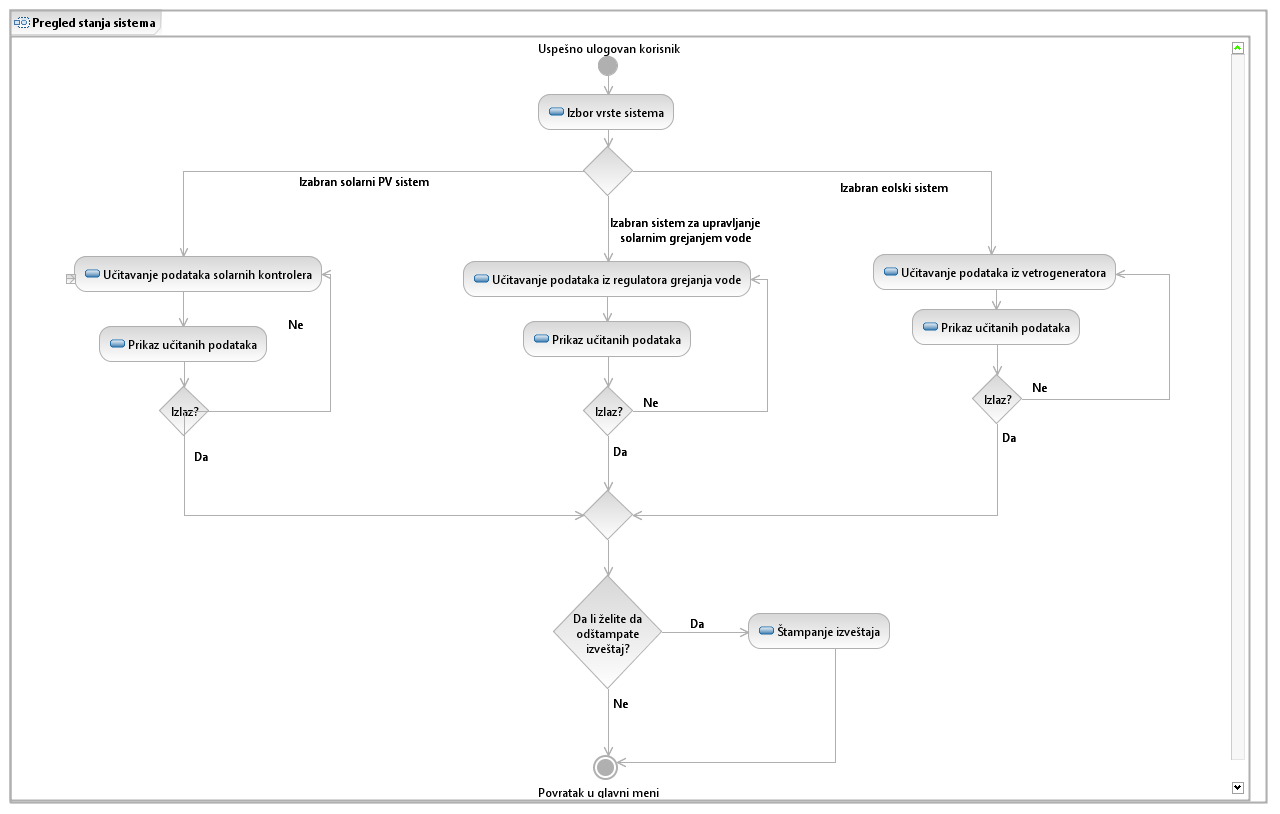 Pregled stanja sistema
Uspešno ulogovan korisnik
Izbor vrste sistema
Izabran solarni PV sistem
Izabran eolski sistem
Izabran sistem za upravljanje
solarnim grejanjem vode
Učitavanje podataka solarnih kontrolera
Učitavanje podataka iz regulatora grejanja vode
Učitavanje podataka iz vetrogeneratora
Ne
Prikaz učitanih podataka
Prikaz učitanih podataka
Prikaz učitanih podataka
Izlaz?
Izlaz?
Ne
Izlaz?
Ne
Da
Da
Da
Da li želite da
odštampate
izveštaj?
Da
Štampanje izveštaja
Ne
Povratak u glavni meni